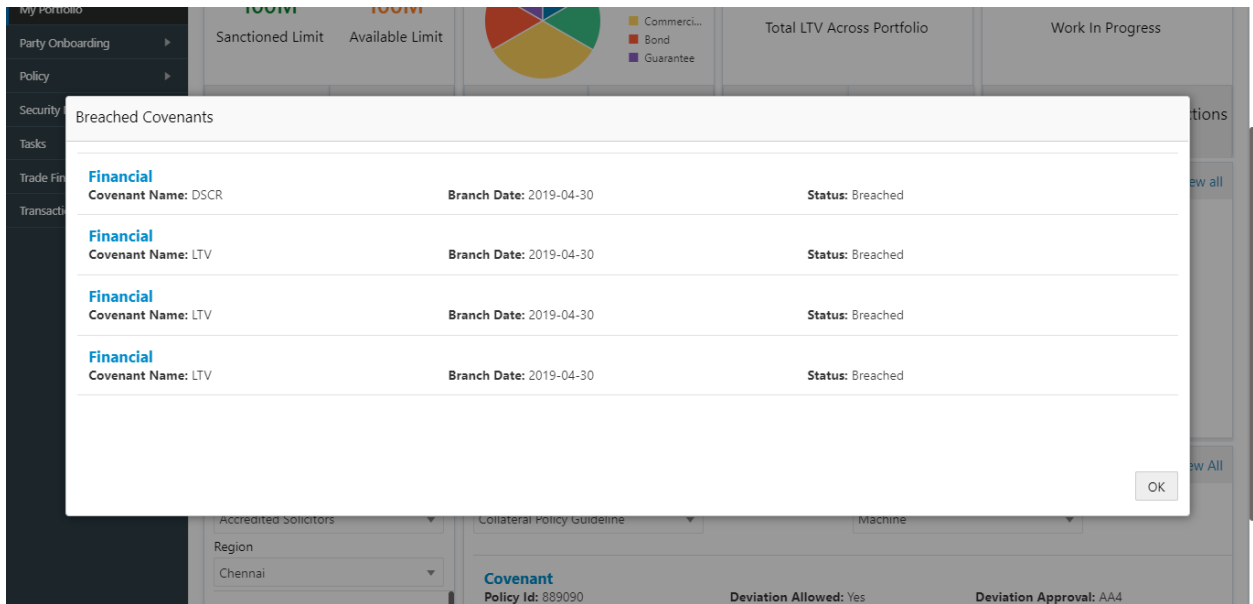 My Portfolio
Party Onboarding
Policy
Security
Tasks
Trade Fin
Transacti
100M 100M
Sanctioned Limit Available Limit
Commerci...
Bond
Guarantee
Total LTV Across Portfolio
Work In Progress
tions
ew all
Breached Covenants
Financial
Covenant Name: DSCR Branch Date: 2019-04-30 Status: Breached
Financial
Covenant Name: LTV Branch Date: 2019-04-30 Status: Breached
Financial
Covenant Name: LTV Branch Date: 2019-04-30 Status: Breached
Financial
Covenant Name: LTV Branch Date: 2019-04-30 Status: Breached
ew All
OK
Accredited Solicitors Collateral Policy Guideline Machine
Region
Chennai
Covenant
Policy Id: 889090 Deviation Allowed: Yes Deviation Approval: AA4